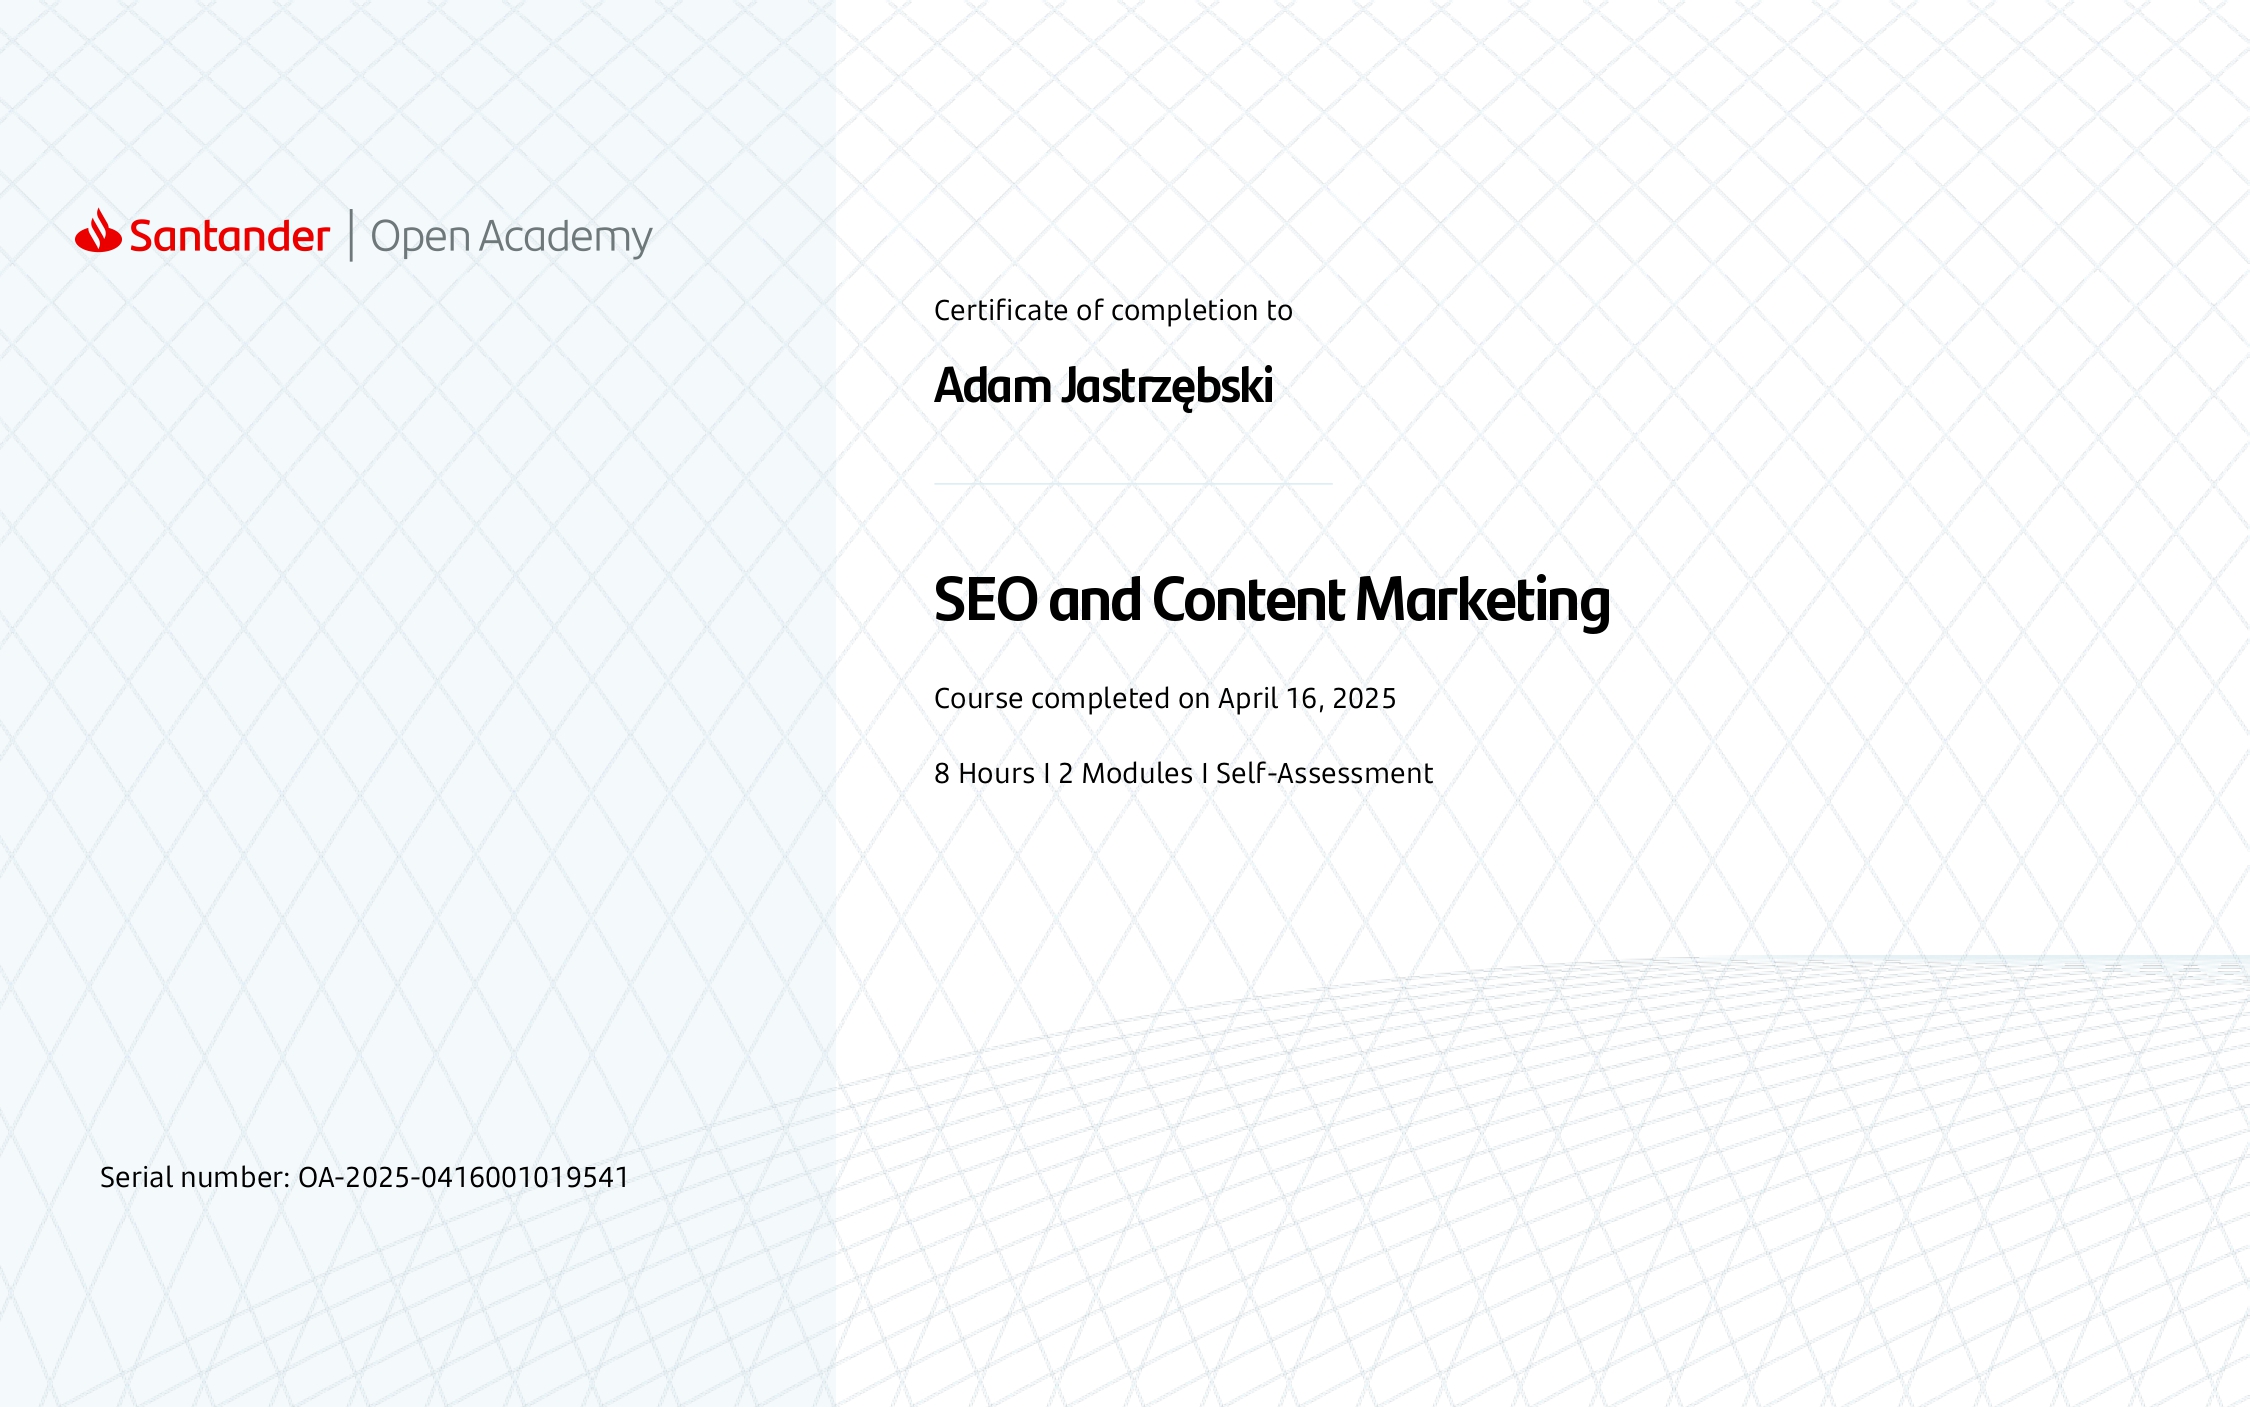 Santander | Open Academy
Certificate of completion to
Adam Jastrzębski
SEO and Content Marketing
Course completed on April 16, 2025
8 Hours I 2 Modules I Self-Assessment
Serial number: OA-2025-0416001019541